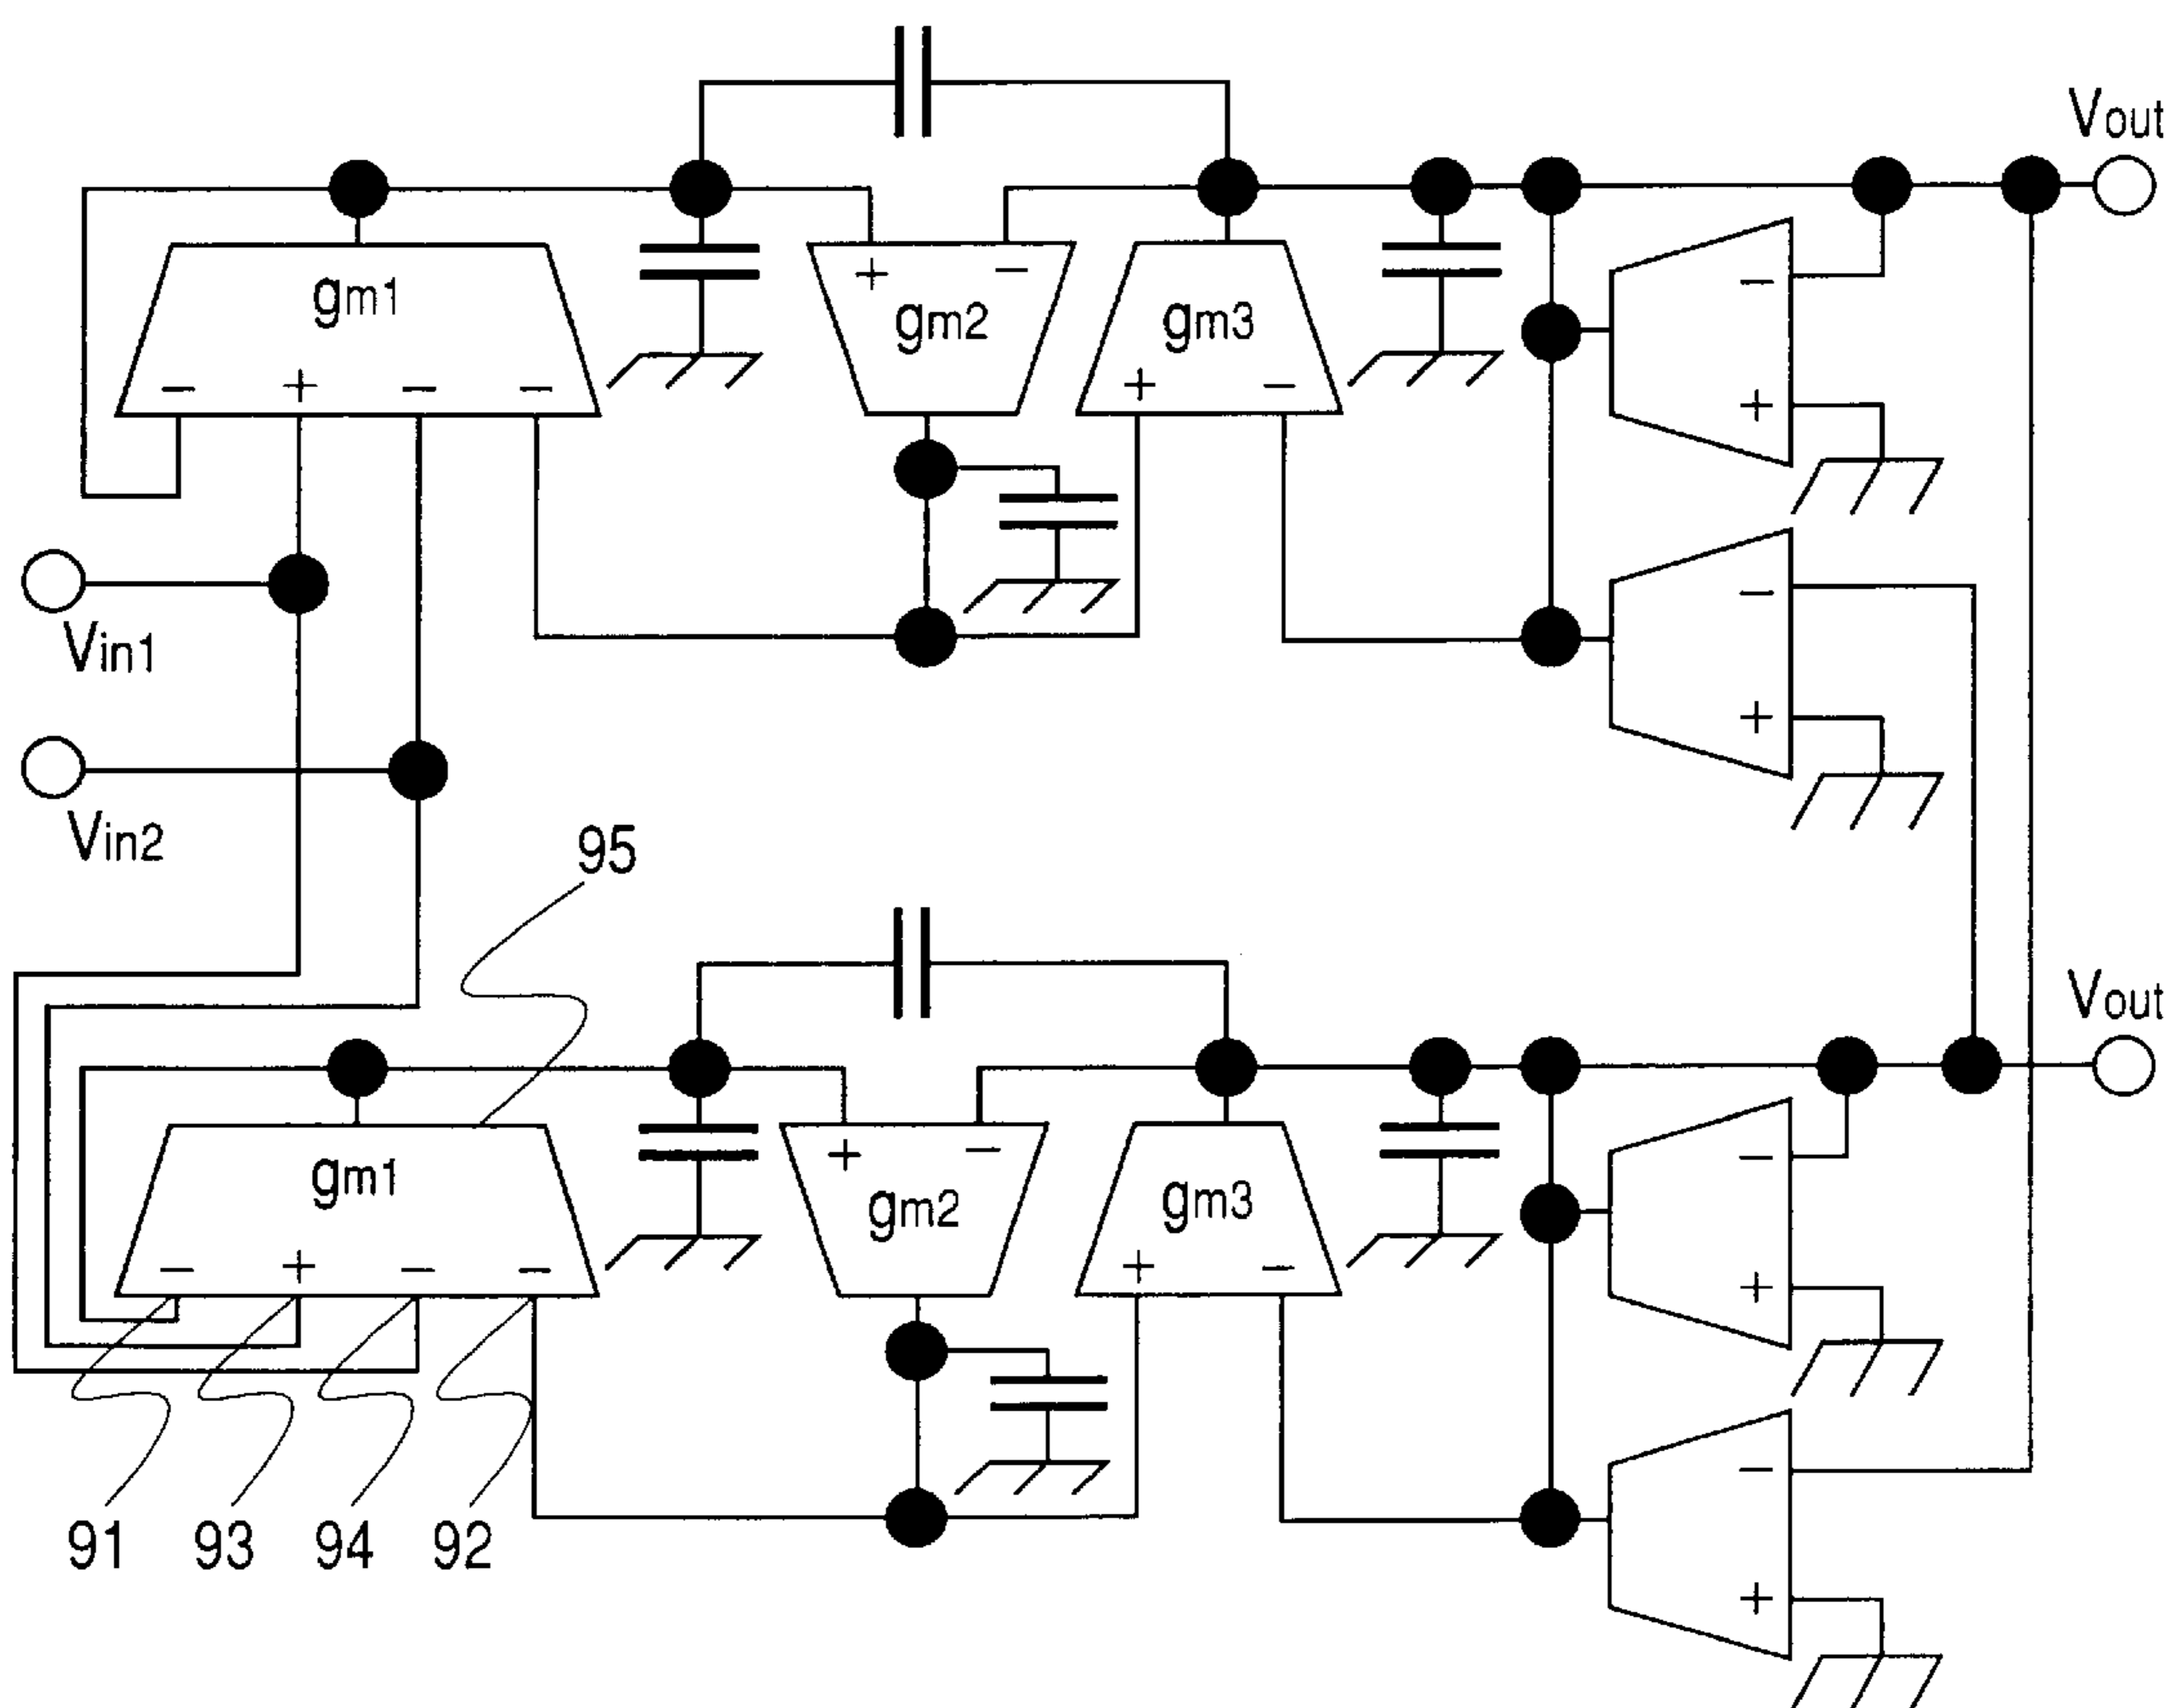 Vout
gm1
+ −
gm2
gm3
−
− + − −
+ −
+
−
Vin1
+
Vin2
95
Vout
gm1
+ −
gm2
gm3
−
− + − −
+ −
+
−
91 93 94 92
+